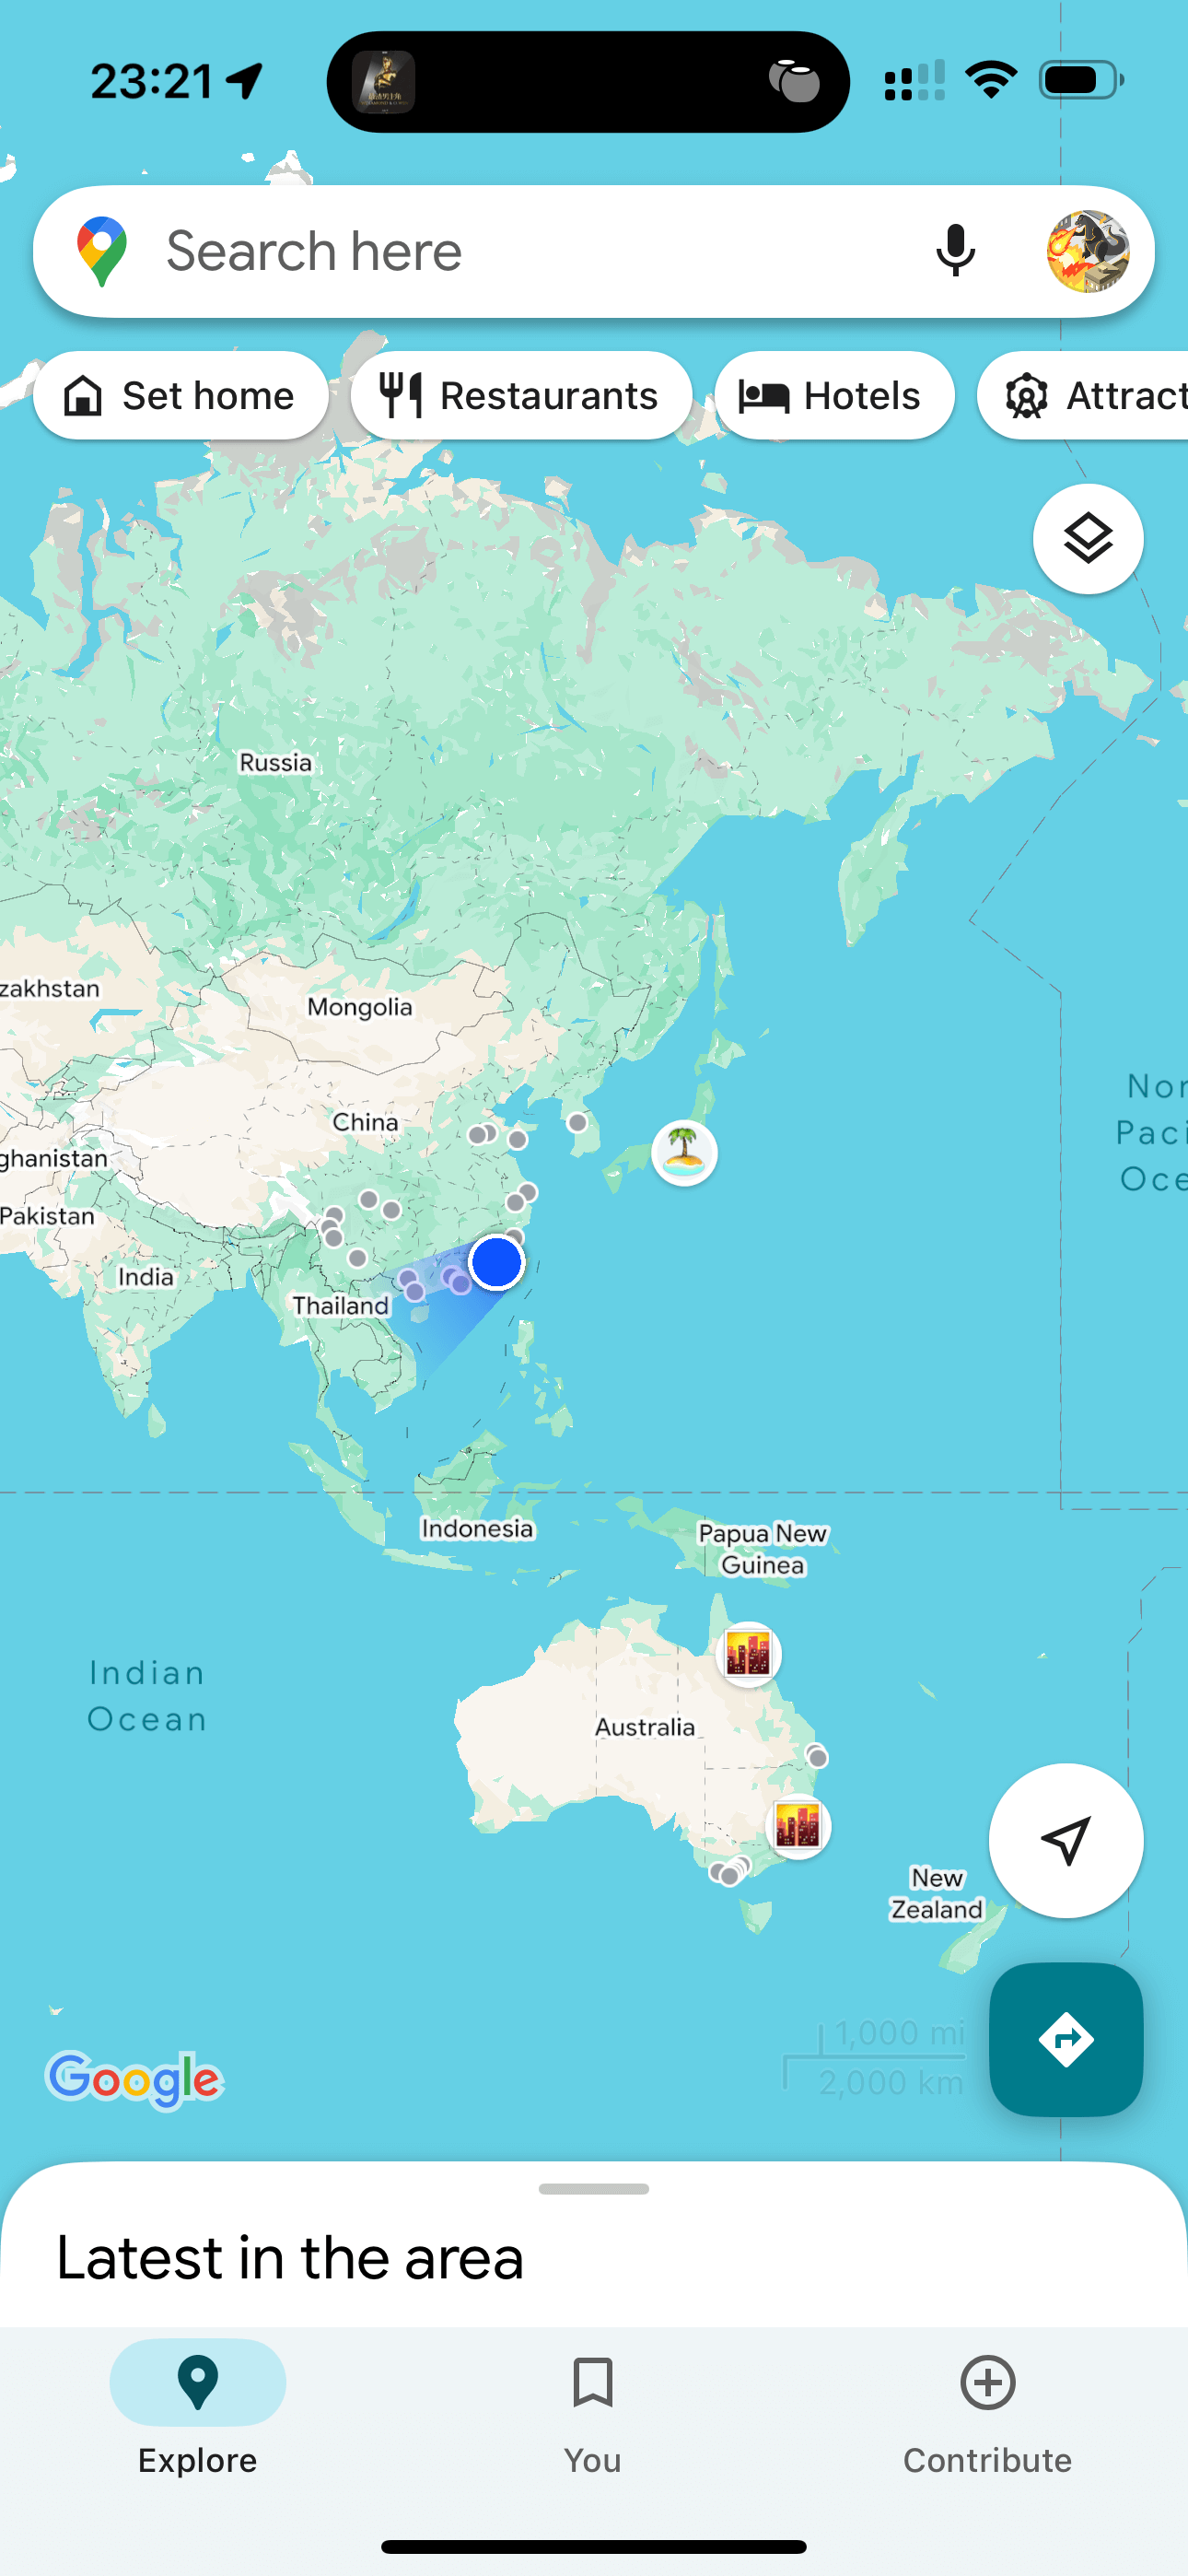 23:21
Search here
Set home
Restaurants
Hotels
Attract
Russia
zakhstan
Mongolia
Nor
Paci
Oce
China
ghanistan
Pakistan
India
Thailand
Indonesia
Papua New
Guinea
Indian
Ocean
Australia
New
Zealand
1,000 mi
2,000 km
Google
Latest in the area
Explore
You
Contribute